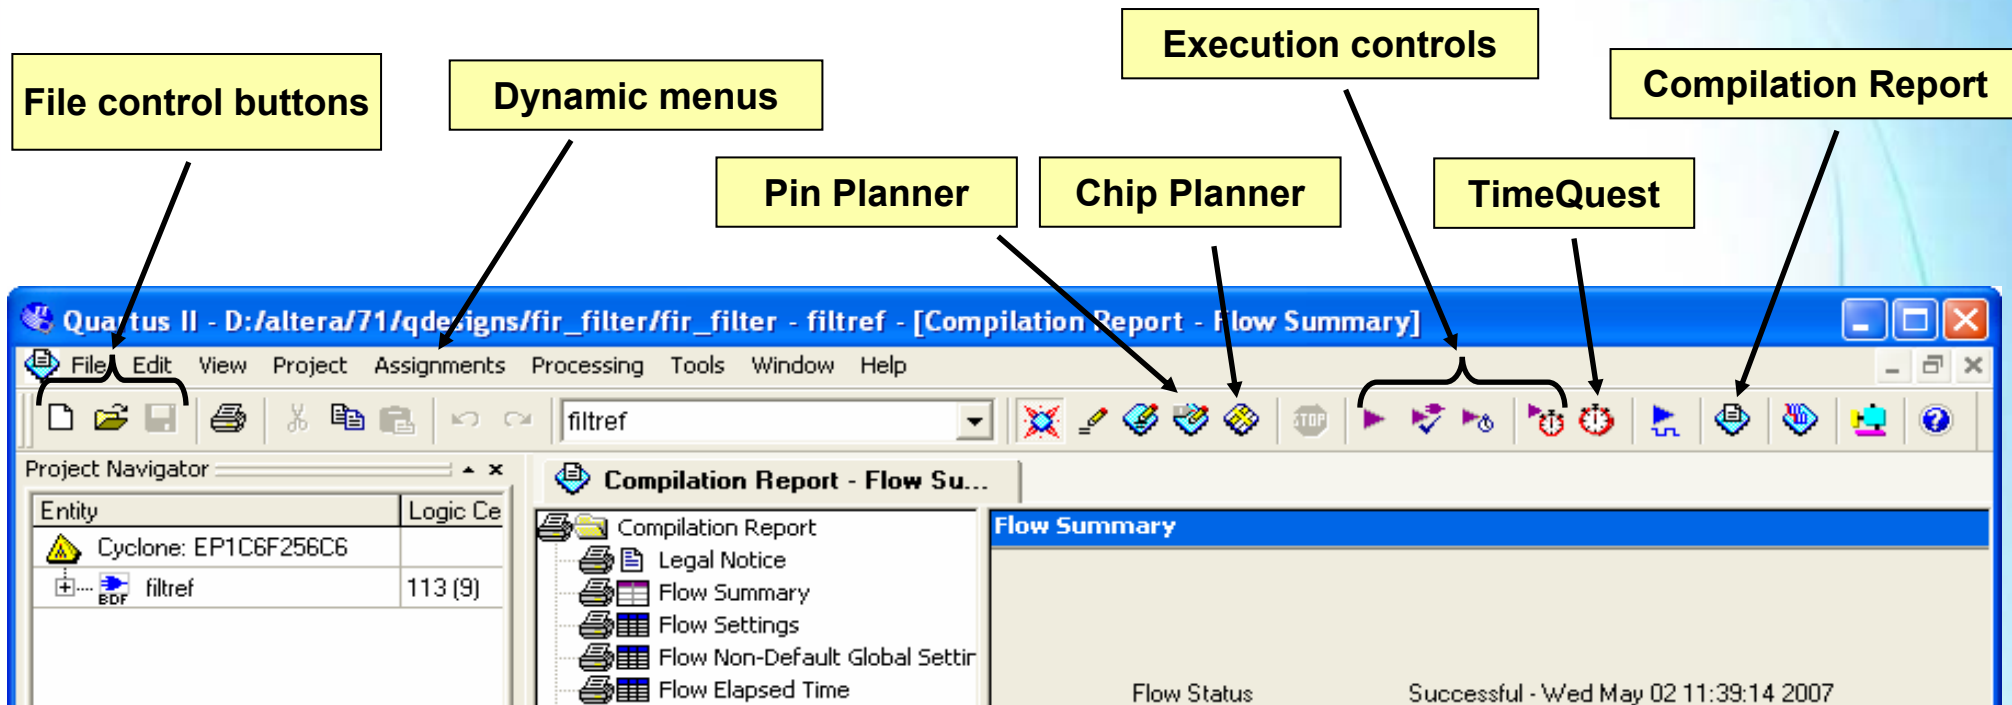 Execution controls
File control buttons
Dynamic menus
Compilation Report
Pin Planner
Chip Planner
TimeQuest
Quartus II - D:/altera/71/qdesigns/fir_filter/fir_filter - filtref - [Compilation Report - Flow Summary]
File Edit View Project Assignments Processing Tools Window Help
filtref
STOP
Project Navigator
Compilation Report - Flow Su...
Entity
Logic Ce
Cyclone: EP1C6F256C6
filtref
113 (9)
BDF
Compilation Report
Legal Notice
Flow Summary
Flow Settings
Flow Non-Default Global Settin
Flow Elapsed Time
Flow Summary
Flow Status Successful - Wed May 02 11:39:14 2007